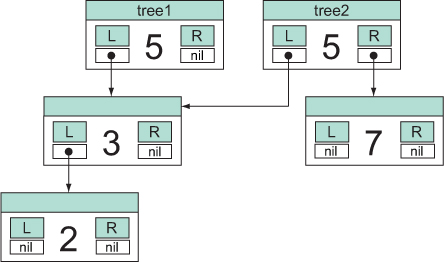 tree1 tree2
L 5 R L 5 R
nil
L 3 R L 7 R
nil nil nil
L 2 R
nil nil